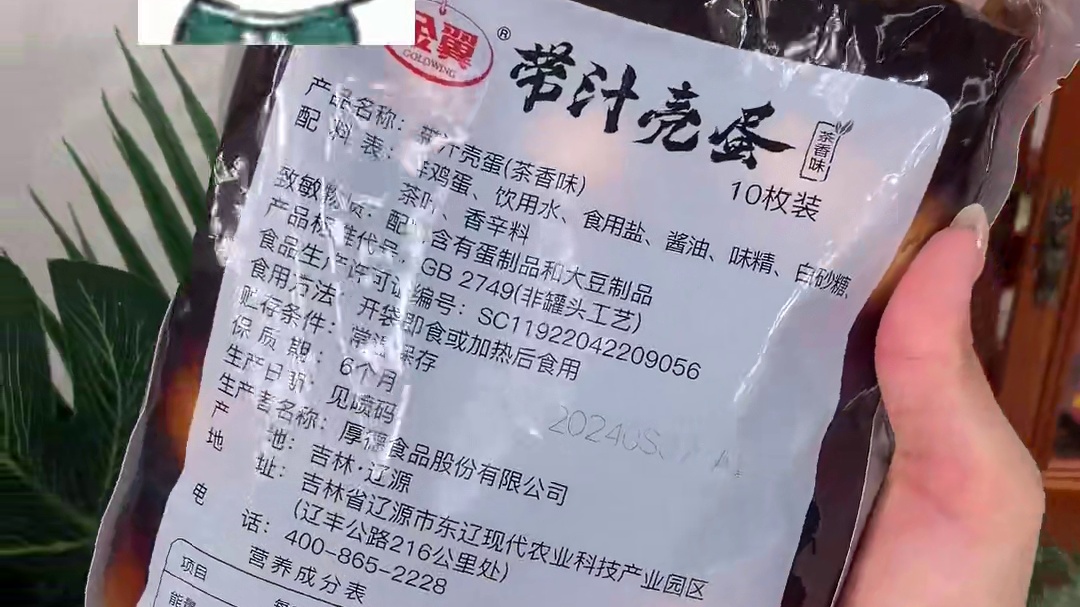 金翼®
GOLDWING
带汁壳蛋
茶香味
10枚装
产品名称：带汁壳蛋(茶香味)
配料表：鲜鸡蛋、饮用水、食用盐、酱油、味精、白砂糖、
茶叶、香辛料
致敏物质：配料含有蛋制品和大豆制品
产品标准代号：GB 2749(非罐头工艺)
食品生产许可证编号：SC11922042209056
食用方法：开袋即食或加热后食用
贮存条件：常温保存
保质期：6个月
生产日期：见喷码
生产者名称：厚德食品股份有限公司
产地：吉林·辽源
地址：吉林省辽源市东辽现代农业科技产业园区
(辽丰公路216公里处)
电话：400-865-2228
营养成分表
项目
能量